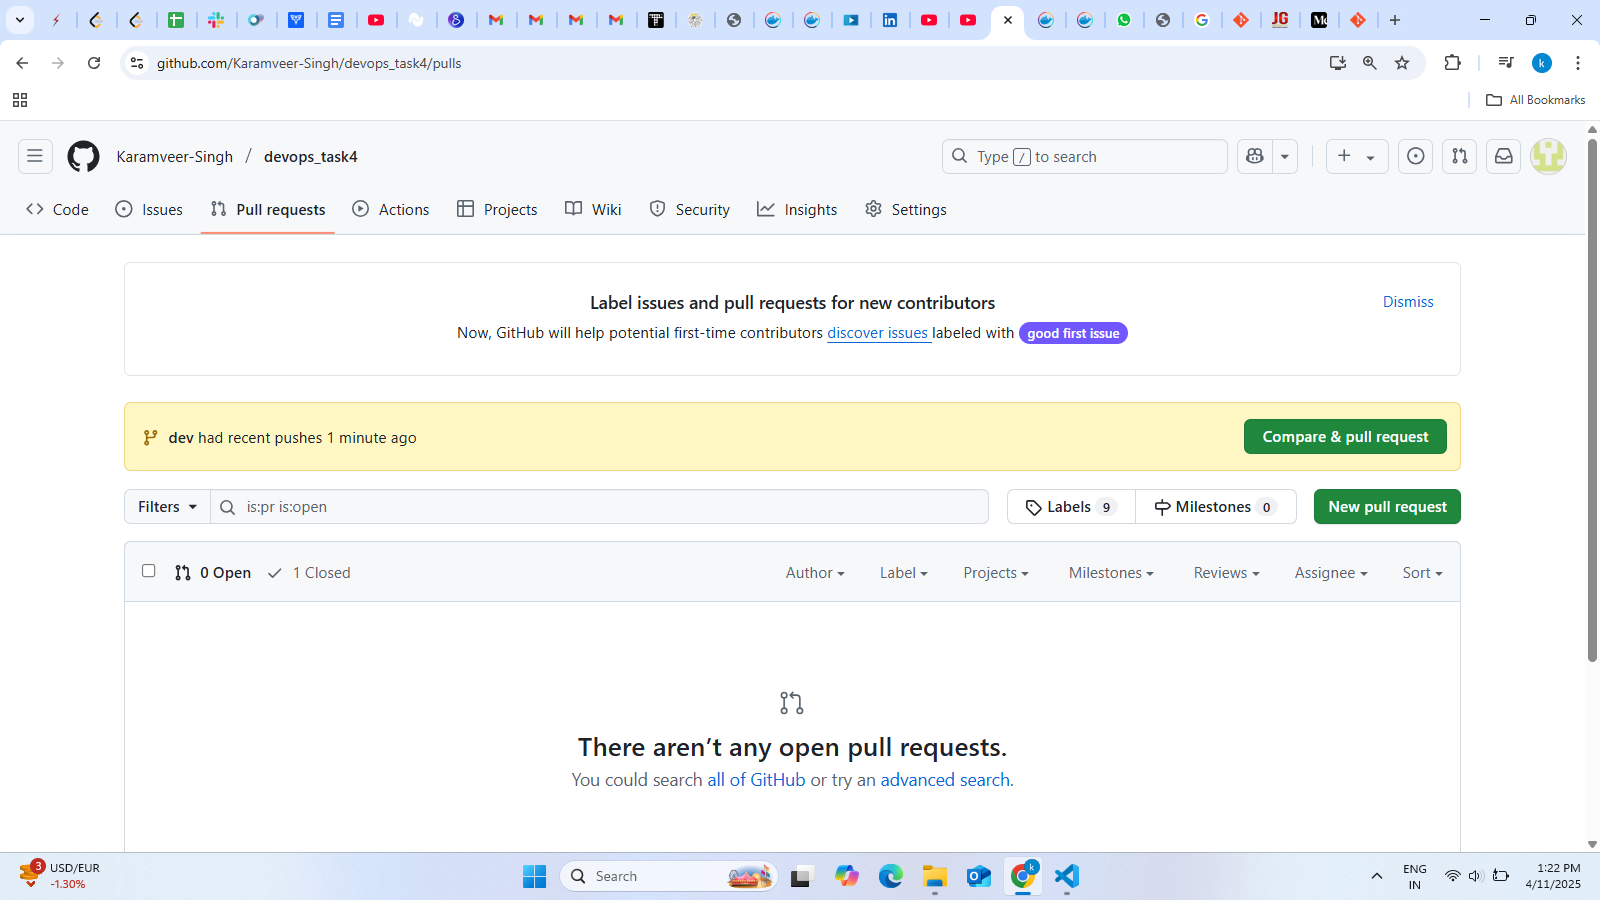 github.com/Karamveer-Singh/devops_task4/pulls
All Bookmarks
Karamveer-Singh / devops_task4
Type / to search
Code Issues Pull requests Actions Projects Wiki Security Insights Settings
Label issues and pull requests for new contributors
Dismiss
Now, GitHub will help potential first-time contributors discover issues labeled with good first issue
dev had recent pushes 1 minute ago
Compare & pull request
Filters is:pr is:open Labels 9 Milestones 0 New pull request
0 Open 1 Closed Author Label Projects Milestones Reviews Assignee Sort
There aren’t any open pull requests.
You could search all of GitHub or try an advanced search.
3 USD/EUR
-1.30%
Search
k
ENG
IN
1:22 PM
4/11/2025